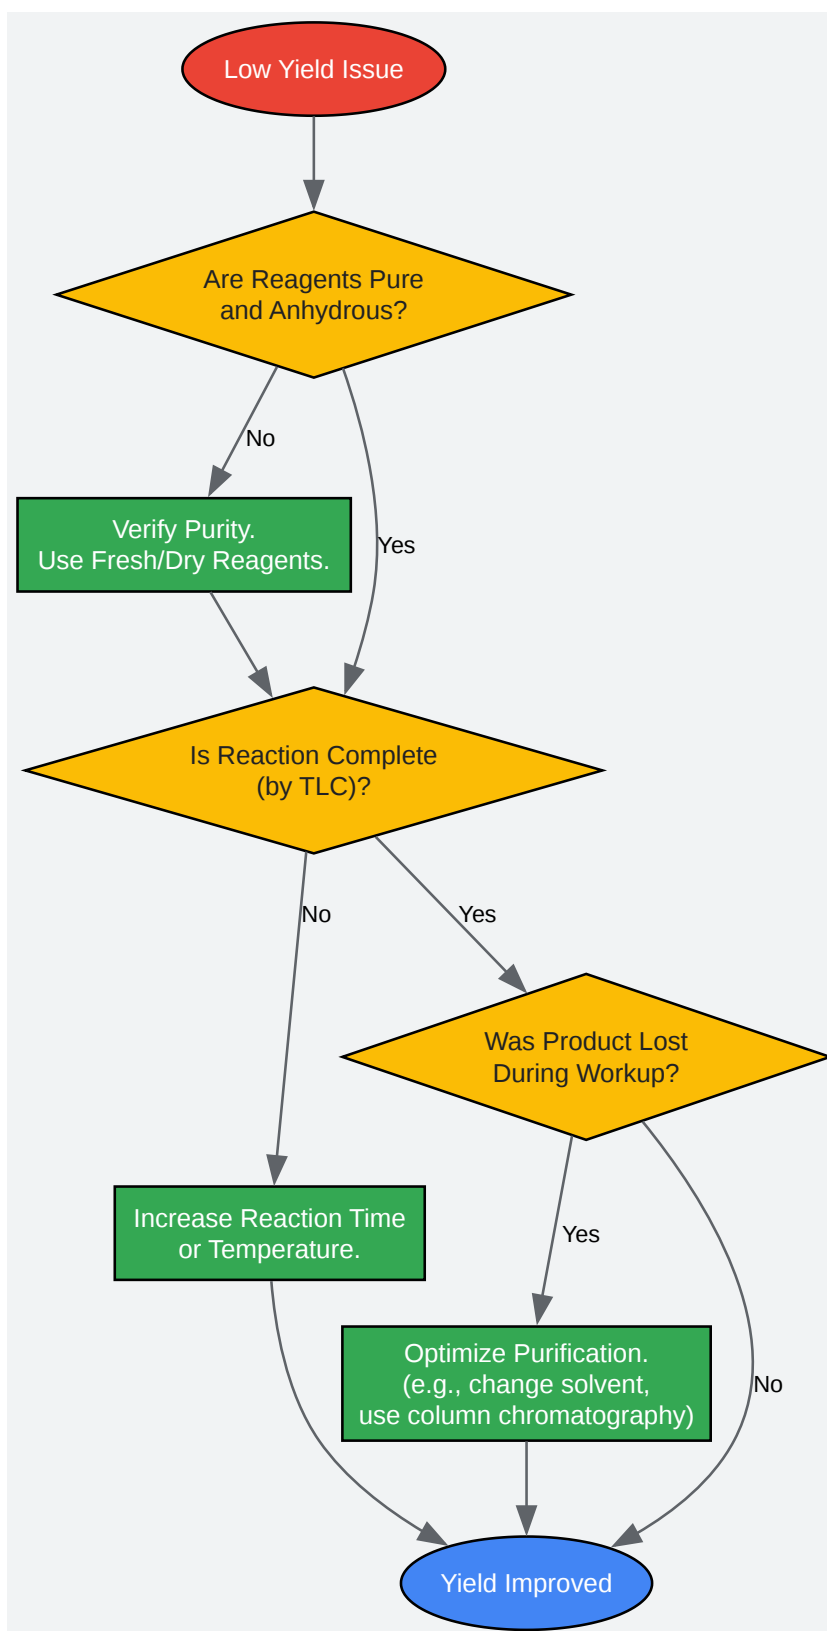 Low Yield Issue
Are Reagents Pure
and Anhydrous?
No
Verify Purity.
Use Fresh/Dry Reagents.
Yes
Is Reaction Complete
(by TLC)?
No
Yes
Was Product Lost
During Workup?
Increase Reaction Time
or Temperature.
Yes
Optimize Purification.
(e.g., change solvent,
use column chromatography)
No
Yield Improved